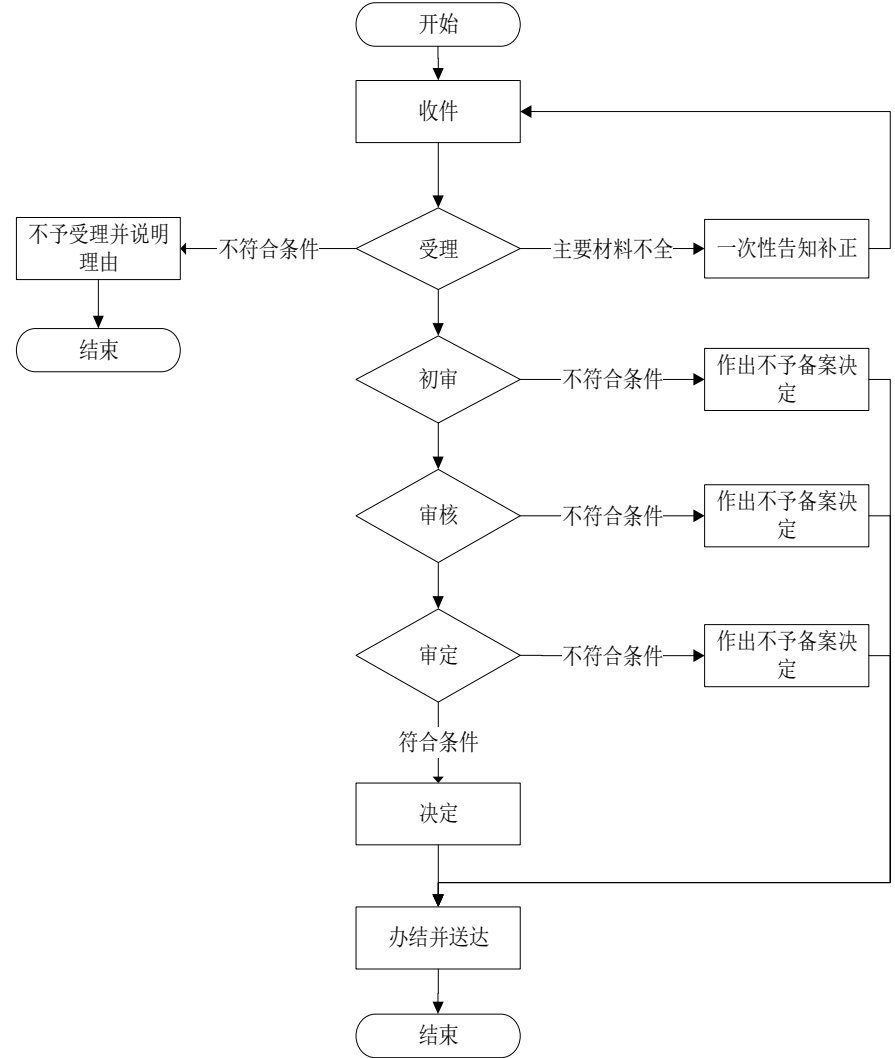 开始
收件
不予受理并说明
理由
不符合条件
受理
主要材料不全
一次性告知补正
结束
初审
不符合条件
作出不予备案决
定
审核
不符合条件
作出不予备案决
定
审定
不符合条件
作出不予备案决
定
符合条件
决定
办结并送达
结束